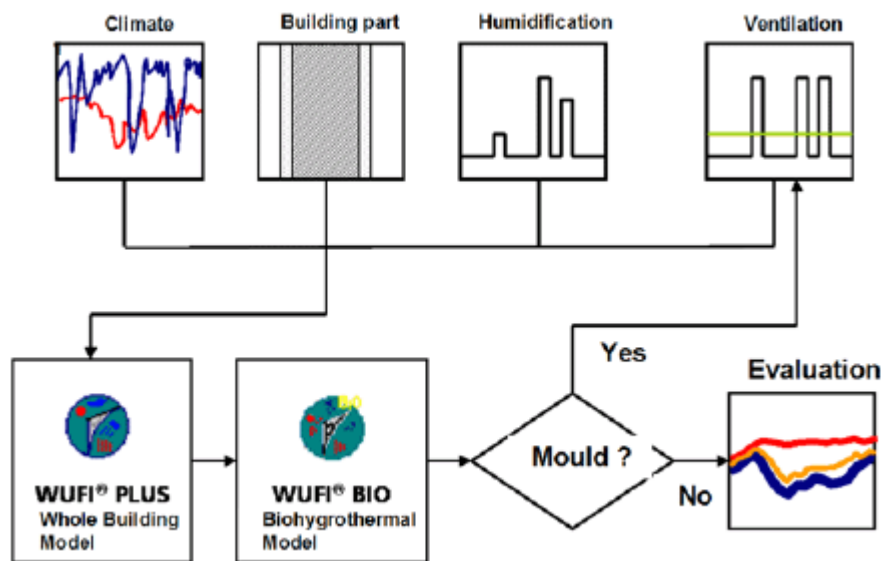 Climate
Building part
Humidification
Ventilation
Yes
Evaluation
Mould ?
No
WUFI® PLUS
Whole Building
Model
WUFI® BIO
Biohygrothermal
Model